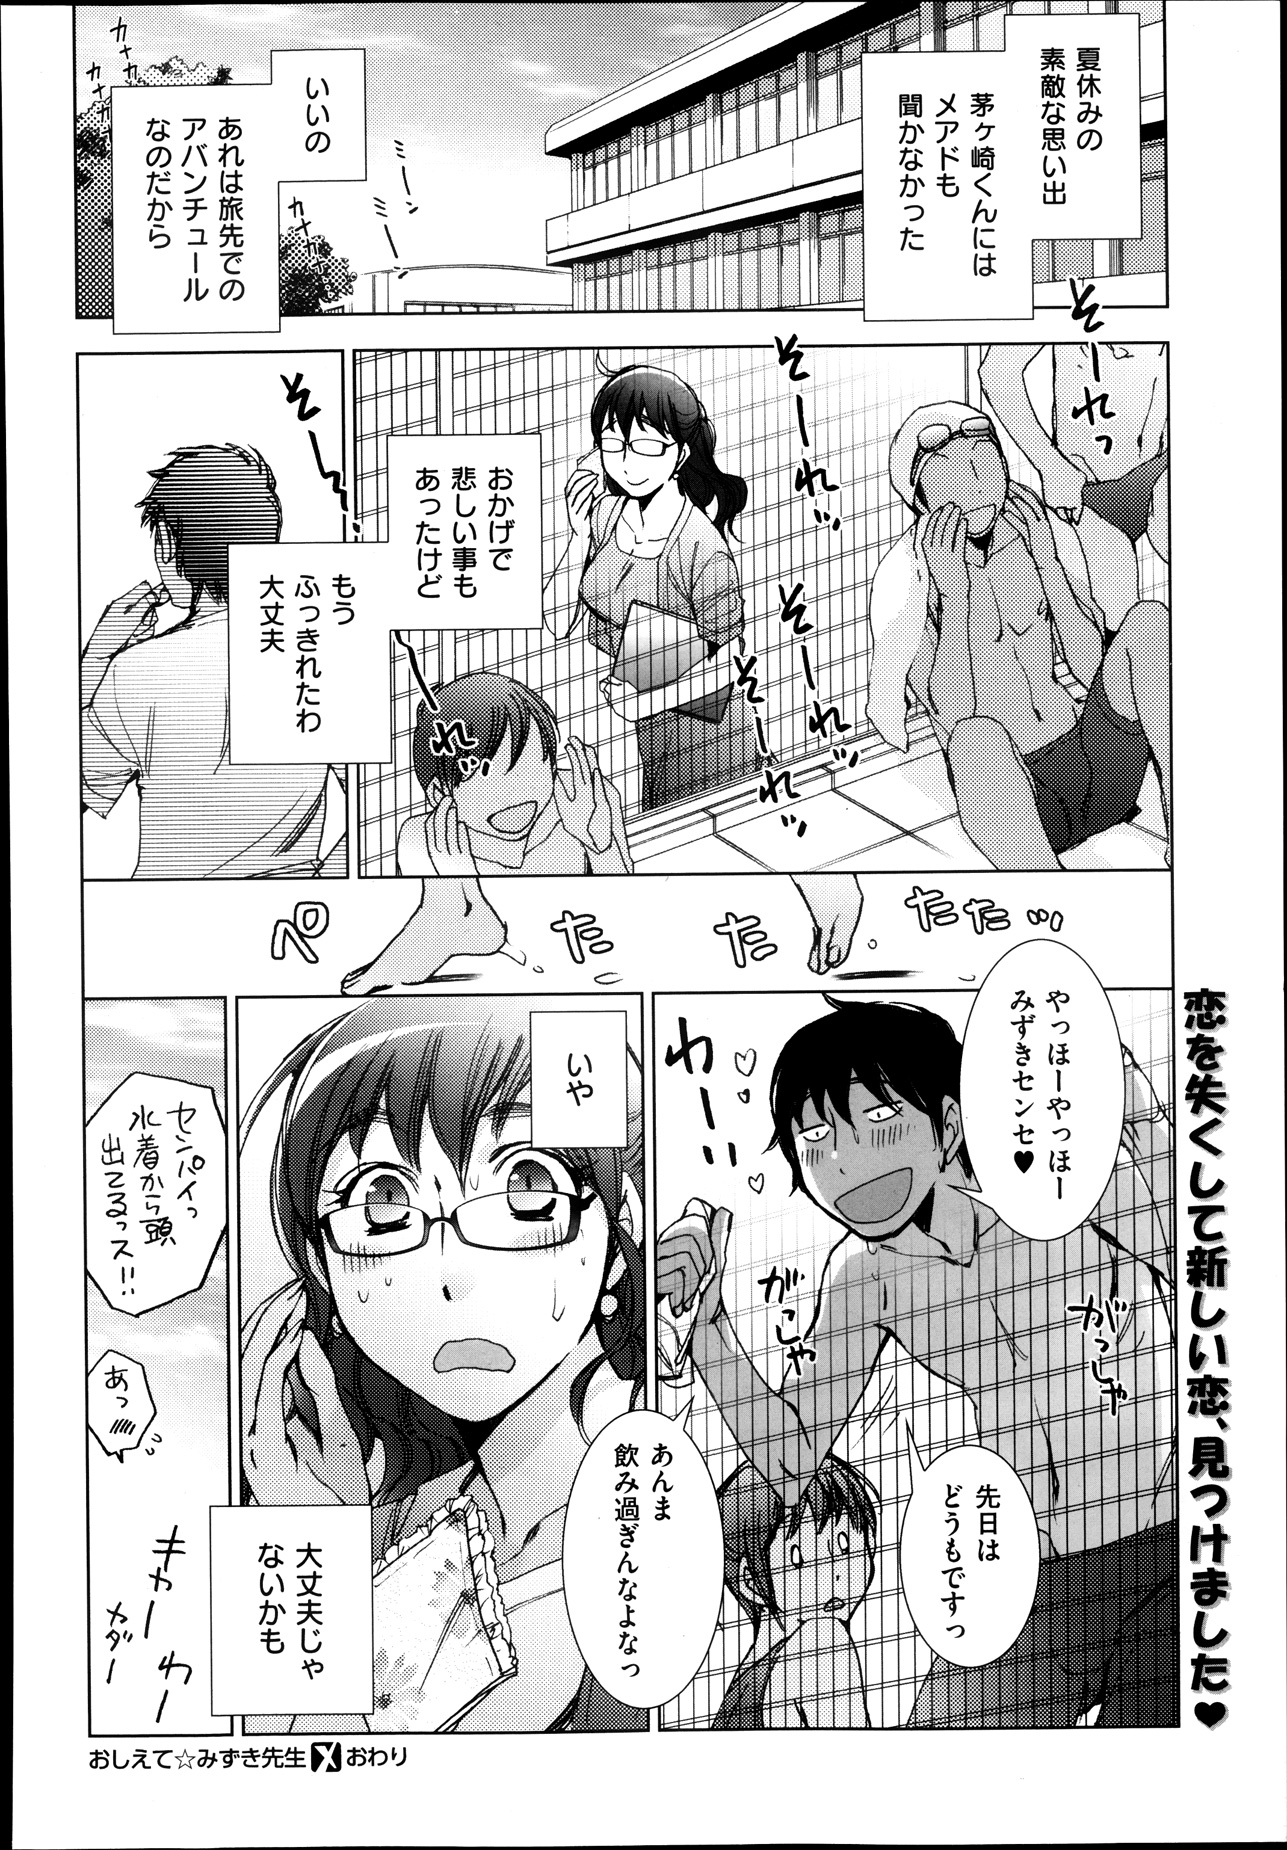 夏休みの
素敵な思い出
茅ヶ崎くんには
メアドも
聞かなかった
いいの
あれは旅先での
アバンチュール
なのだから
カナカナ
カナカナ
ミーン
ミーン
そーれっ
そーれッ
そーれッ
そーれッ
そーれッ
おかげで
悲しい事も
あったけど
もう
ふっきれたわ
大丈夫
たたッ
た
た
ペ
やっほーやっほー
みずきセンセ♥
わーー!!
がこしゃ
がっしゃ
先日は
どうもですっ
あんま
飲み過ぎんなよなっ
いや
大丈夫じゃ
ないかも
センパイっ
水着から頭
出てるっス!!
あっ
キャーわー
メダー
恋を失くして新しい恋、見つけました♥
おしえて☆みずき先生 X おわり